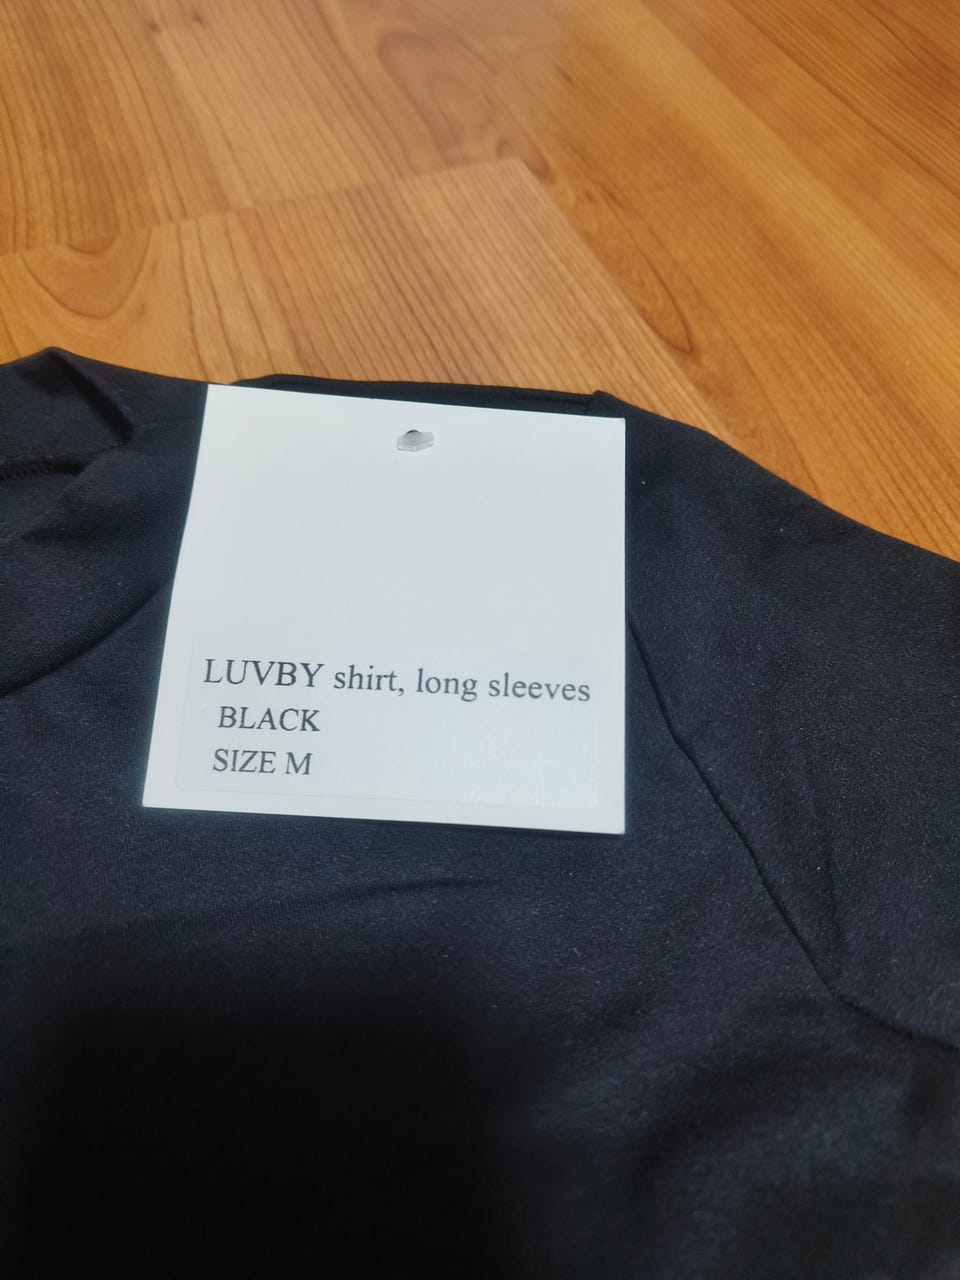 LUVBY shirt, long sleeves
BLACK
SIZE M